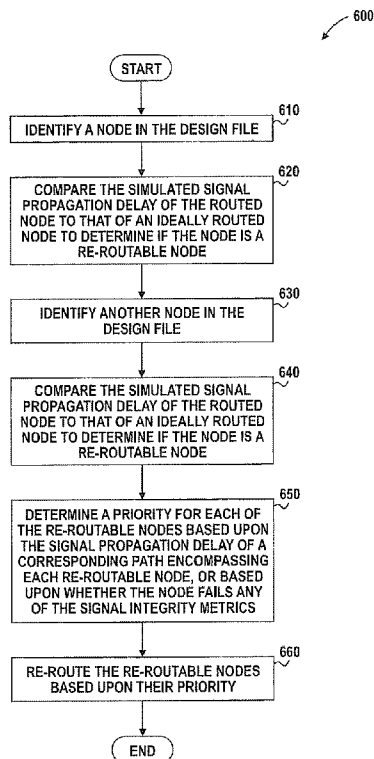 600
START
610
IDENTIFY A NODE IN THE DESIGN FILE
620
COMPARE THE SIMULATED SIGNAL
PROPAGATION DELAY OF THE ROUTED
NODE TO THAT OF AN IDEALLY ROUTED
NODE TO DETERMINE IF THE NODE IS A
RE-ROUTABLE NODE
630
IDENTIFY ANOTHER NODE IN THE
DESIGN FILE
640
COMPARE THE SIMULATED SIGNAL
PROPAGATION DELAY OF THE ROUTED
NODE TO THAT OF AN IDEALLY ROUTED
NODE TO DETERMINE IF THE NODE IS A
RE-ROUTABLE NODE
650
DETERMINE A PRIORITY FOR EACH OF
THE RE-ROUTABLE NODES BASED UPON
THE SIGNAL PROPAGATION DELAY OF A
CORRESPONDING PATH ENCOMPASSING
EACH RE-ROUTABLE NODE, OR BASED
UPON WHETHER THE NODE FAILS ANY
OF THE SIGNAL INTEGRITY METRICS
660
RE-ROUTE THE RE-ROUTABLE NODES
BASED UPON THEIR PRIORITY
END